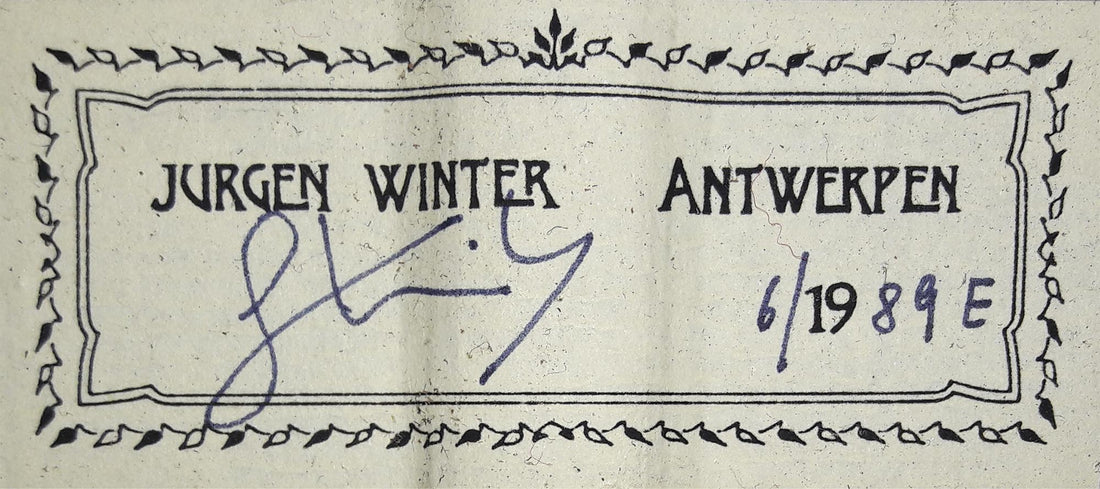 JURGEN WINTER ANTWERPEN
6/1989 E